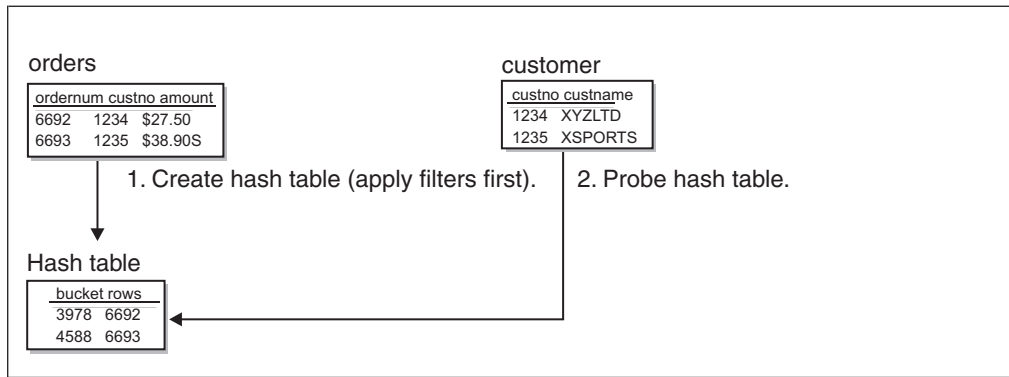 orders
ordernum custno amount
6692 1234 $27.50
6693 1235 $38.90S
customer
custno custname
1234 XYZLTD
1235 XSPORTS
1. Create hash table (apply filters first).
2. Probe hash table.
Hash table
bucket rows
3978 6692
4588 6693